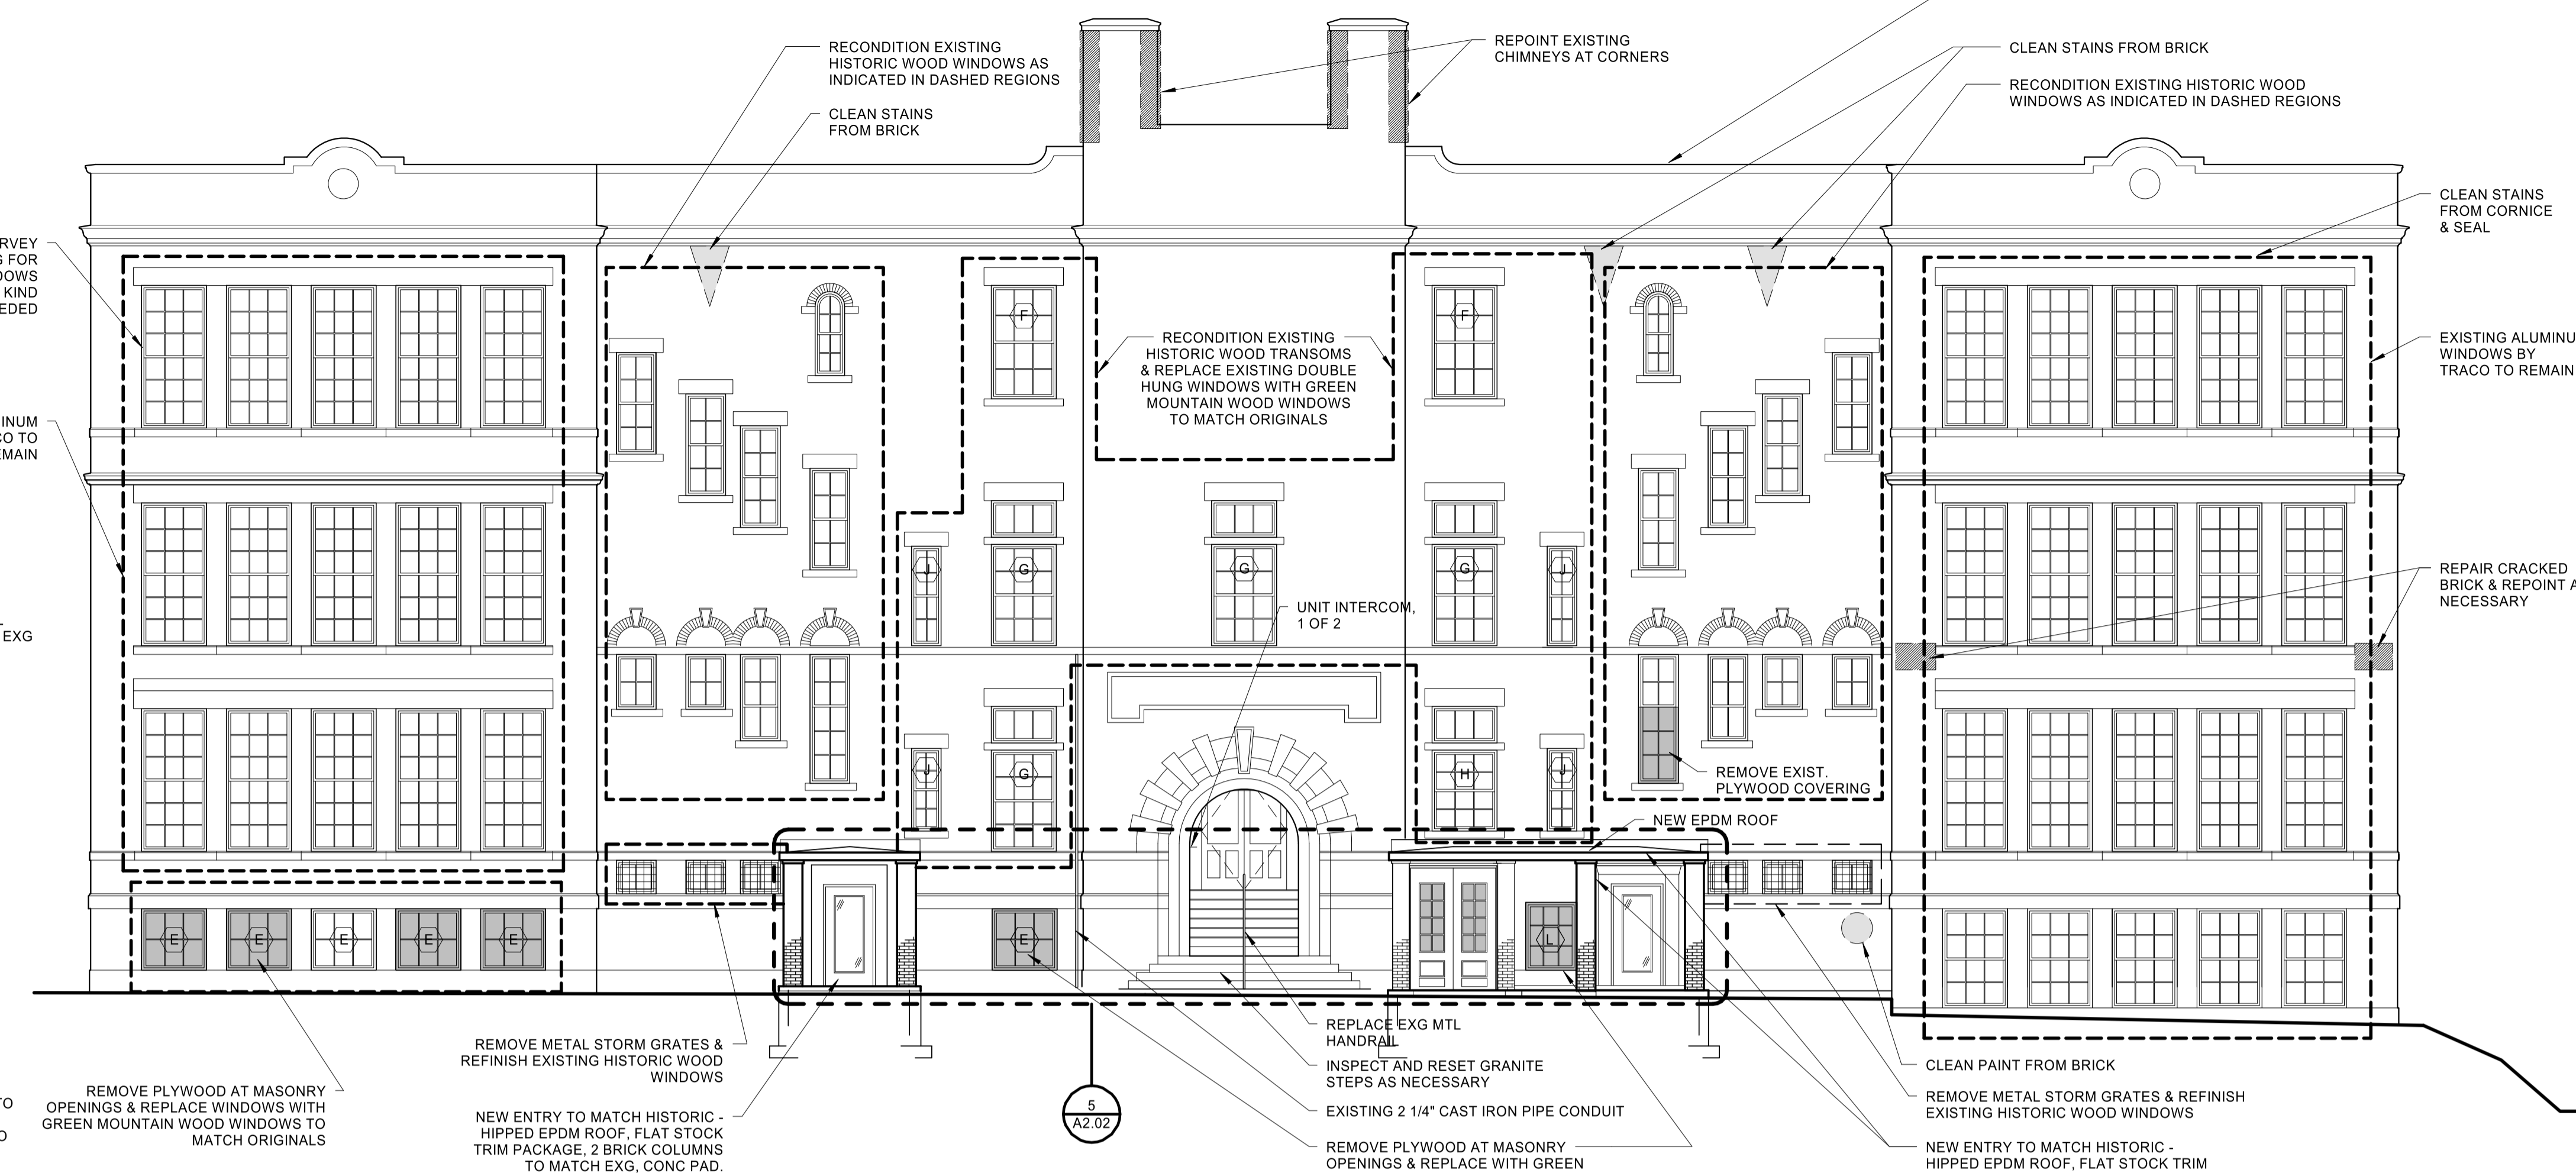 RECONDITION EXISTING
HISTORIC WOOD WINDOWS AS
INDICATED IN DASHED REGIONS
CLEAN STAINS
FROM BRICK
REPOINT EXISTING
CHIMNEYS AT CORNERS
CLEAN STAINS FROM BRICK
RECONDITION EXISTING HISTORIC WOOD
WINDOWS AS INDICATED IN DASHED REGIONS
CLEAN STAINS
FROM CORNICE
& SEAL
RVEY
G FOR
DOWS
KIND
EDED
F
F
RECONDITION EXISTING
HISTORIC WOOD TRANSOMS
& REPLACE EXISTING DOUBLE
HUNG WINDOWS WITH GREEN
MOUNTAIN WOOD WINDOWS
TO MATCH ORIGINALS
EXISTING ALUMINU
WINDOWS BY
TRACO TO REMAIN
INUM
CO TO
EMAIN
J
G
G
G
J
REPAIR CRACKED
BRICK & REPOINT A
NECESSARY
UNIT INTERCOM,
1 OF 2
EXG
J
G
H
J
REMOVE EXIST.
PLYWOOD COVERING
NEW EPDM ROOF
E
E
E
E
E
E
L
REPLACE EXG MTL
HANDRAIL
INSPECT AND RESET GRANITE
STEPS AS NECESSARY
EXISTING 2 1/4" CAST IRON PIPE CONDUIT
REMOVE PLYWOOD AT MASONRY
OPENINGS & REPLACE WITH GREEN
REMOVE METAL STORM GRATES &
REFINISH EXISTING HISTORIC WOOD
WINDOWS
TO
O
REMOVE PLYWOOD AT MASONRY
OPENINGS & REPLACE WINDOWS WITH
GREEN MOUNTAIN WOOD WINDOWS TO
MATCH ORIGINALS
NEW ENTRY TO MATCH HISTORIC -
HIPPED EPDM ROOF, FLAT STOCK
TRIM PACKAGE, 2 BRICK COLUMNS
TO MATCH EXG, CONC PAD.
5
A2.02
CLEAN PAINT FROM BRICK
REMOVE METAL STORM GRATES & REFINISH
EXISTING HISTORIC WOOD WINDOWS
NEW ENTRY TO MATCH HISTORIC -
HIPPED EPDM ROOF, FLAT STOCK TRIM